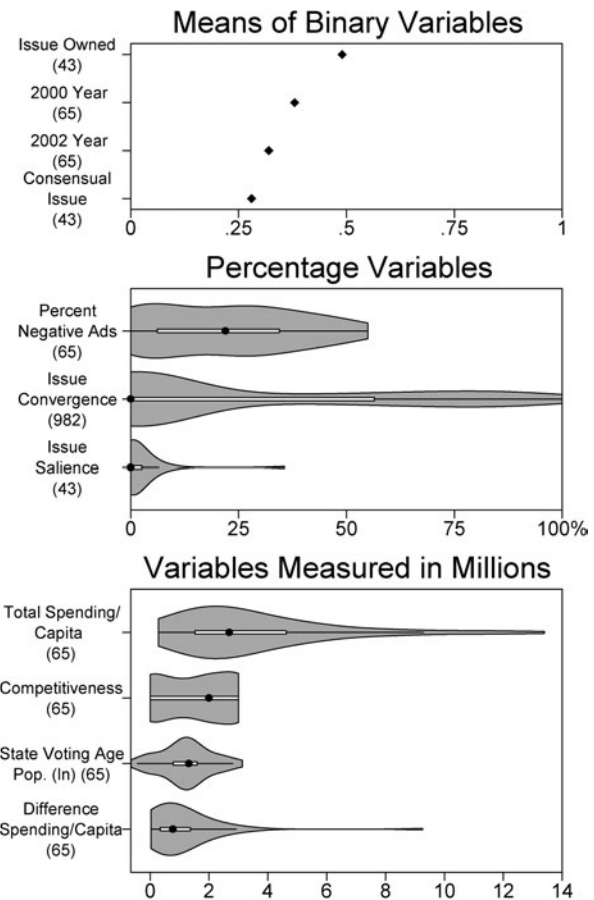 Means of Binary Variables
Issue Owned
(43)
2000 Year
(65)
2002 Year
(65)
Consensual
Issue
(43)
0 .25 .5 .75 1
Percentage Variables
Percent
Negative Ads
(65)
Issue
Convergence
(982)
Issue
Salience
(43)
0 25 50 75 100%
Variables Measured in Millions
Total Spending/
Capita
(65)
Competitiveness
(65)
State Voting Age
Pop. (ln) (65)
Difference
Spending/Capita
(65)
0 2 4 6 8 10 12 14